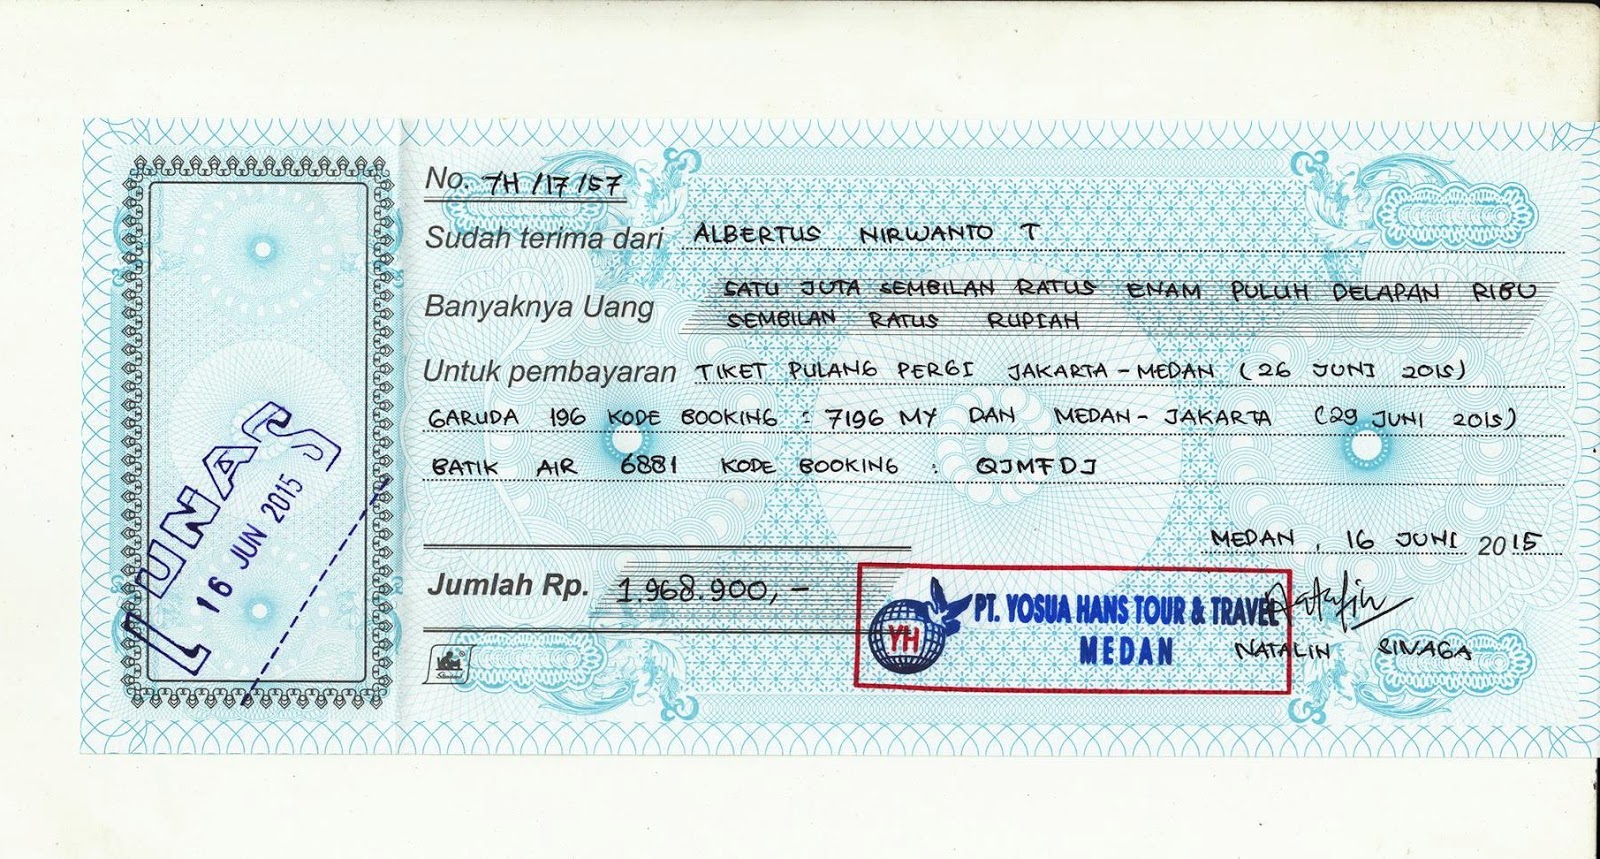 No. 7H/17/57
Sudah terima dari ALBERTUS NIRWANTO T
Banyaknya Uang SATU JUTA SEMBILAN RATUS ENAM PULUH DELAPAN RIBU
SEMBILAN RATUS RUPIAH
Untuk pembayaran TIKET PULANG PERGI JAKARTA-MEDAN (26 JUNI 2015)
GARUDA 196 KODE BOOKING : 7196 MY DAN MEDAN-JAKARTA (29 JUNI 2015)
BATIK AIR 6881 KODE BOOKING : QJMFDJ
MEDAN, 16 JUNI 2015
Jumlah Rp. 1.968.900,-
YH
PT. YOSUA HANS TOUR & TRAVEL
MEDAN
NATALIN SINAGA
LUNAS
16 JUN 2015